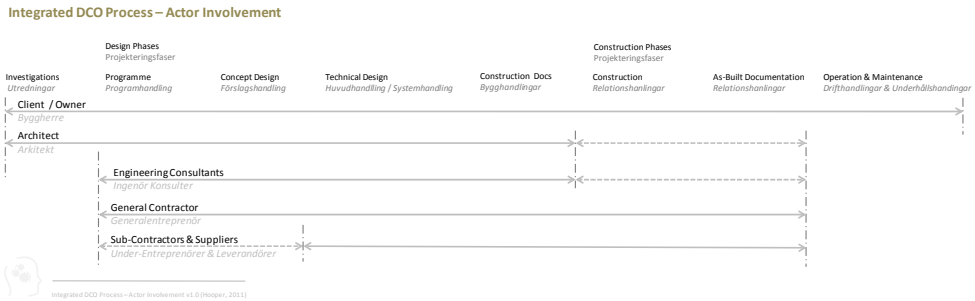 Integrated DCO Process – Actor Involvement
Design Phases
Projekteringsfaser
Construction Phases
Projekteringsfaser
Investigations
Utredningar
Programme
Programhandling
Concept Design
Förslagshandling
Technical Design
Huvudhandlling / Systemhandling
Construction Docs
Bygghandlingar
Construction
Relationshanlingar
As-Built Documentation
Relationshanlingar
Operation & Maintenance
Drifthandlingar & Underhållshandingar
Client / Owner
Byggherre
Architect
Arkitekt
Engineering Consultants
Ingenör Konsulter
General Contractor
Generalentreprenör
Sub-Contractors & Suppliers
Under-Entreprenörer & Leverandörer
Integrated DCO Process – Actor Involvement v1.0 (Hooper, 2011)